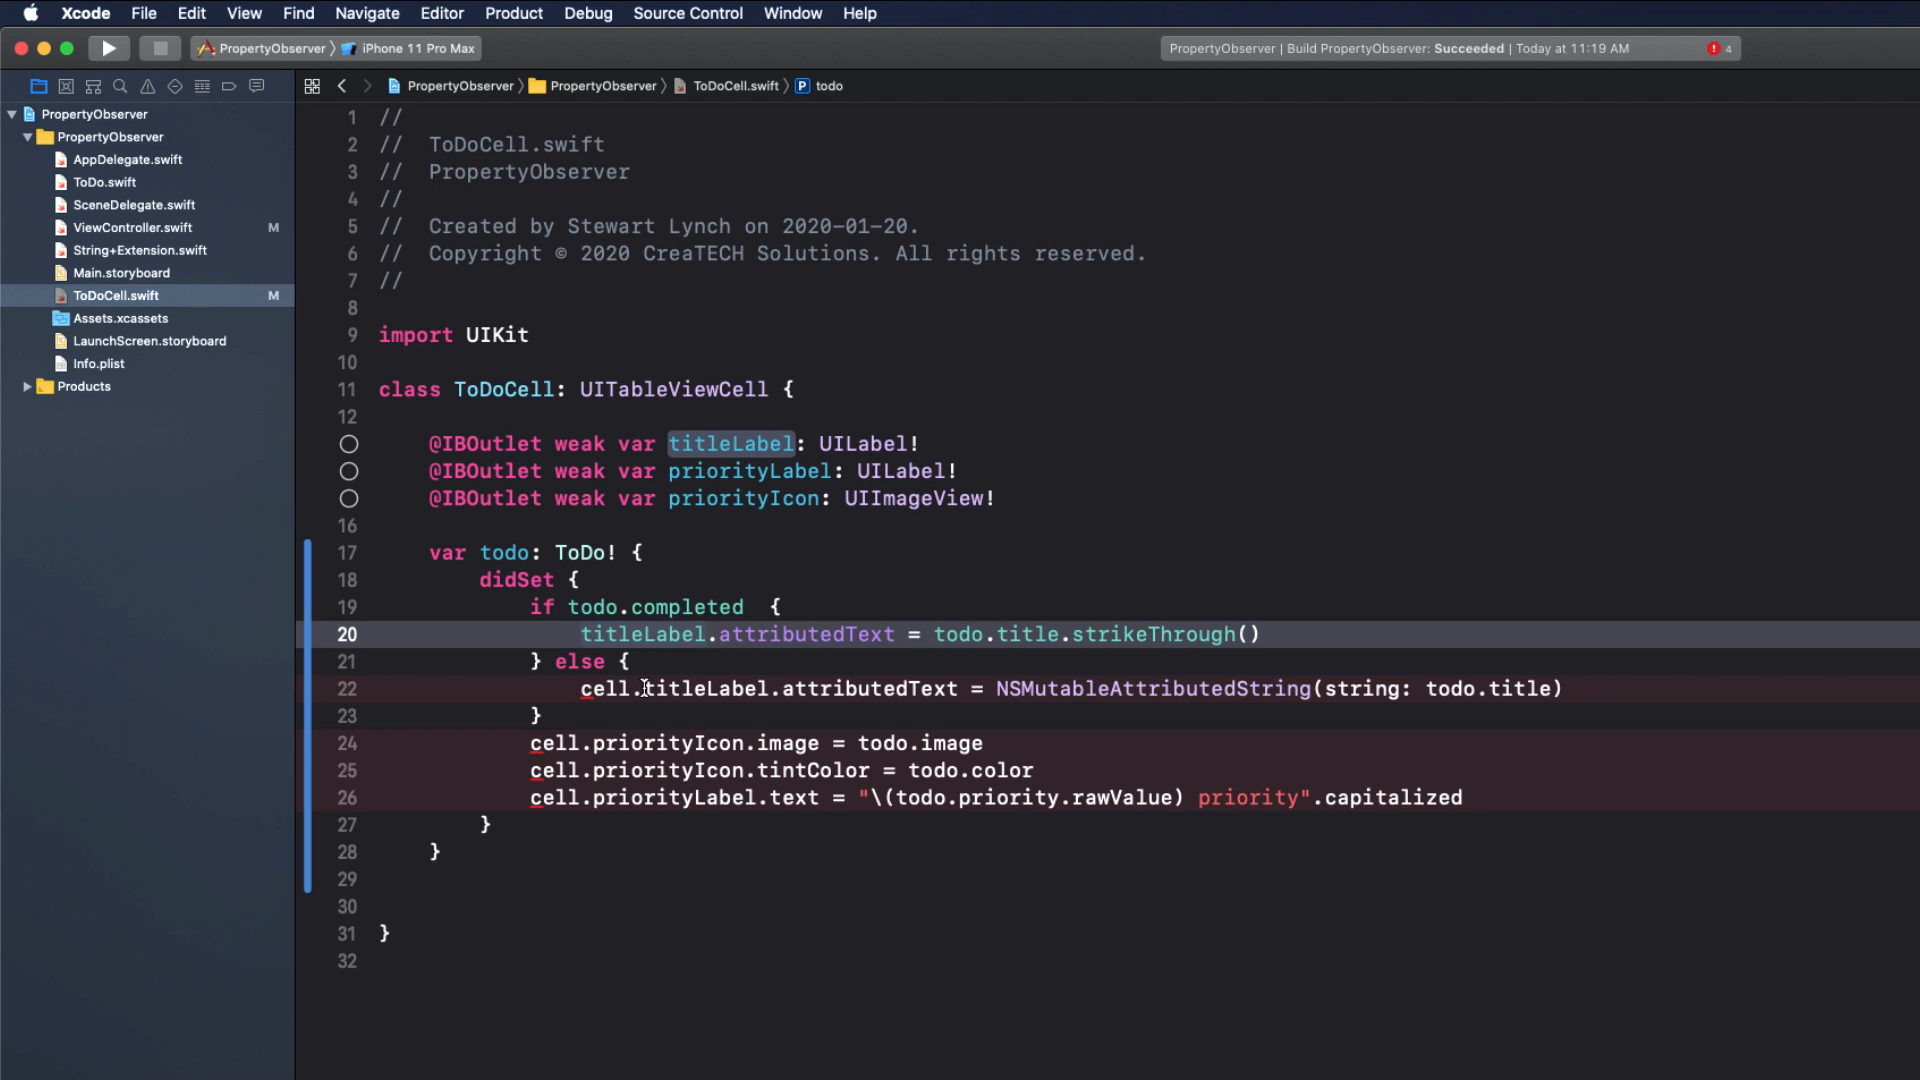 Xcode File Edit View Find Navigate Editor Product Debug Source Control Window Help
PropertyObserver iPhone 11 Pro Max PropertyObserver | Build PropertyObserver: Succeeded | Today at 11:19 AM 4
PropertyObserver PropertyObserver ToDoCell.swift P todo
PropertyObserver
PropertyObserver
AppDelegate.swift
ToDo.swift
SceneDelegate.swift
ViewController.swift M
String+Extension.swift
Main.storyboard
ToDoCell.swift M
Assets.xcassets
LaunchScreen.storyboard
Info.plist
Products
1 //
2 // ToDoCell.swift
3 // PropertyObserver
4 //
5 // Created by Stewart Lynch on 2020-01-20.
6 // Copyright © 2020 CreaTECH Solutions. All rights reserved.
7 //
8
9 import UIKit
10
11 class ToDoCell: UITableViewCell {
12
@IBOutlet weak var titleLabel: UILabel!
@IBOutlet weak var priorityLabel: UILabel!
@IBOutlet weak var priorityIcon: UIImageView!
16
17 var todo: ToDo! {
18 didSet {
19 if todo.completed {
20 titleLabel.attributedText = todo.title.strikeThrough()
21 } else {
22 cell.titleLabel.attributedText = NSMutableAttributedString(string: todo.title)
23 }
24 cell.priorityIcon.image = todo.image
25 cell.priorityIcon.tintColor = todo.color
26 cell.priorityLabel.text = "\(todo.priority.rawValue) priority".capitalized
27 }
28 }
29
30
31 }
32